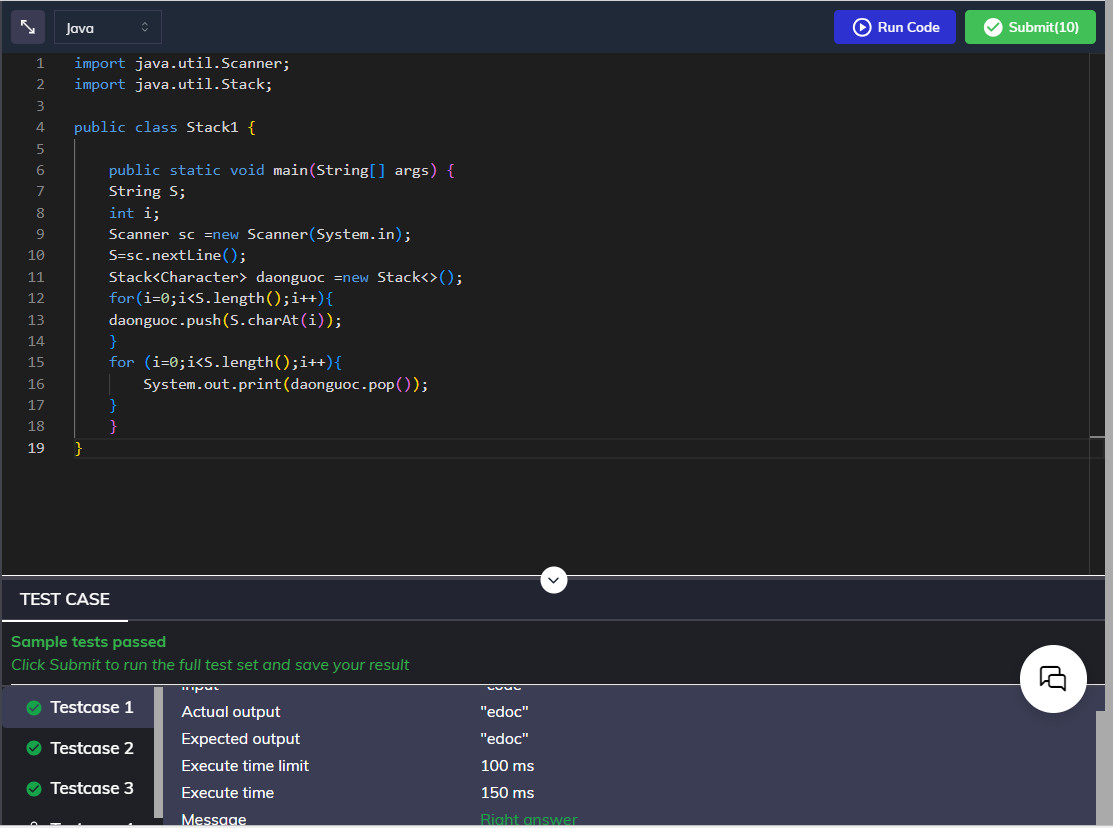 Java
Run Code
Submit(10)
1 import java.util.Scanner;
2 import java.util.Stack;
3
4 public class Stack1 {
5
6 public static void main(String[] args) {
7 String S;
8 int i;
9 Scanner sc =new Scanner(System.in);
10 S=sc.nextLine();
11 Stack<Character> daonguoc =new Stack<>();
12 for(i=0;i<S.length();i++){
13 daonguoc.push(S.charAt(i));
14 }
15 for (i=0;i<S.length();i++){
16 System.out.print(daonguoc.pop());
17 }
18 }
19 }
TEST CASE
Sample tests passed
Click Submit to run the full test set and save your result
Testcase 1
Testcase 2
Testcase 3
Input "code"
Actual output "edoc"
Expected output "edoc"
Execute time limit 100 ms
Execute time 150 ms
Message Right answer